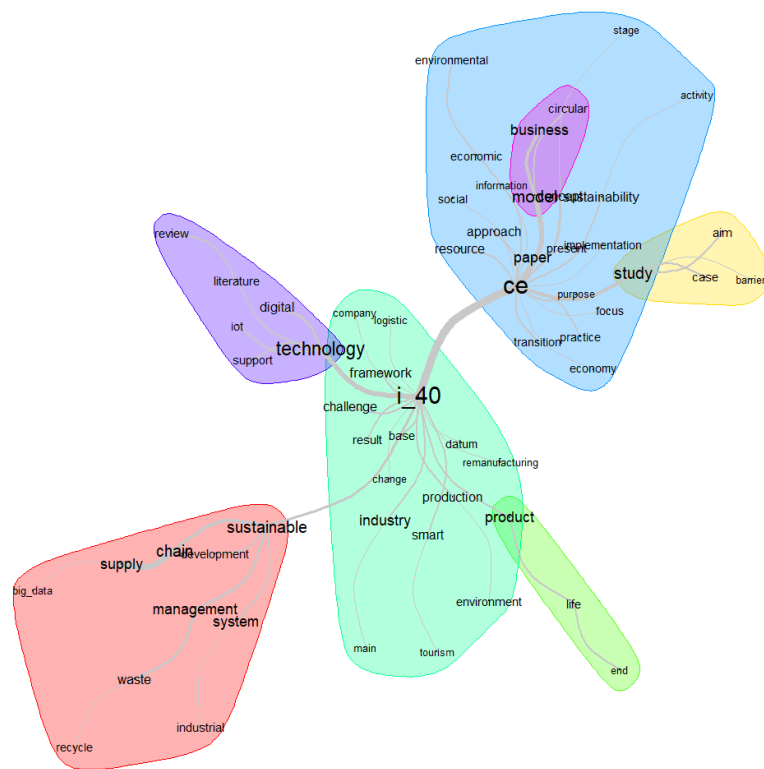 stage
environmental
activity
circular
business
economic
information
model
concept
sustainability
social
approach
present
implementation
resource
paper
study
aim
case
barrier
ce
purpose
focus
transition
practice
economy
review
literature
digital
iot
support
technology
company
logistic
framework
i_40
challenge
result
base
datum
remanufacturing
change
production
industry
smart
product
environment
life
main
tourism
end
sustainable
chain
development
supply
big_data
management
system
waste
industrial
recycle